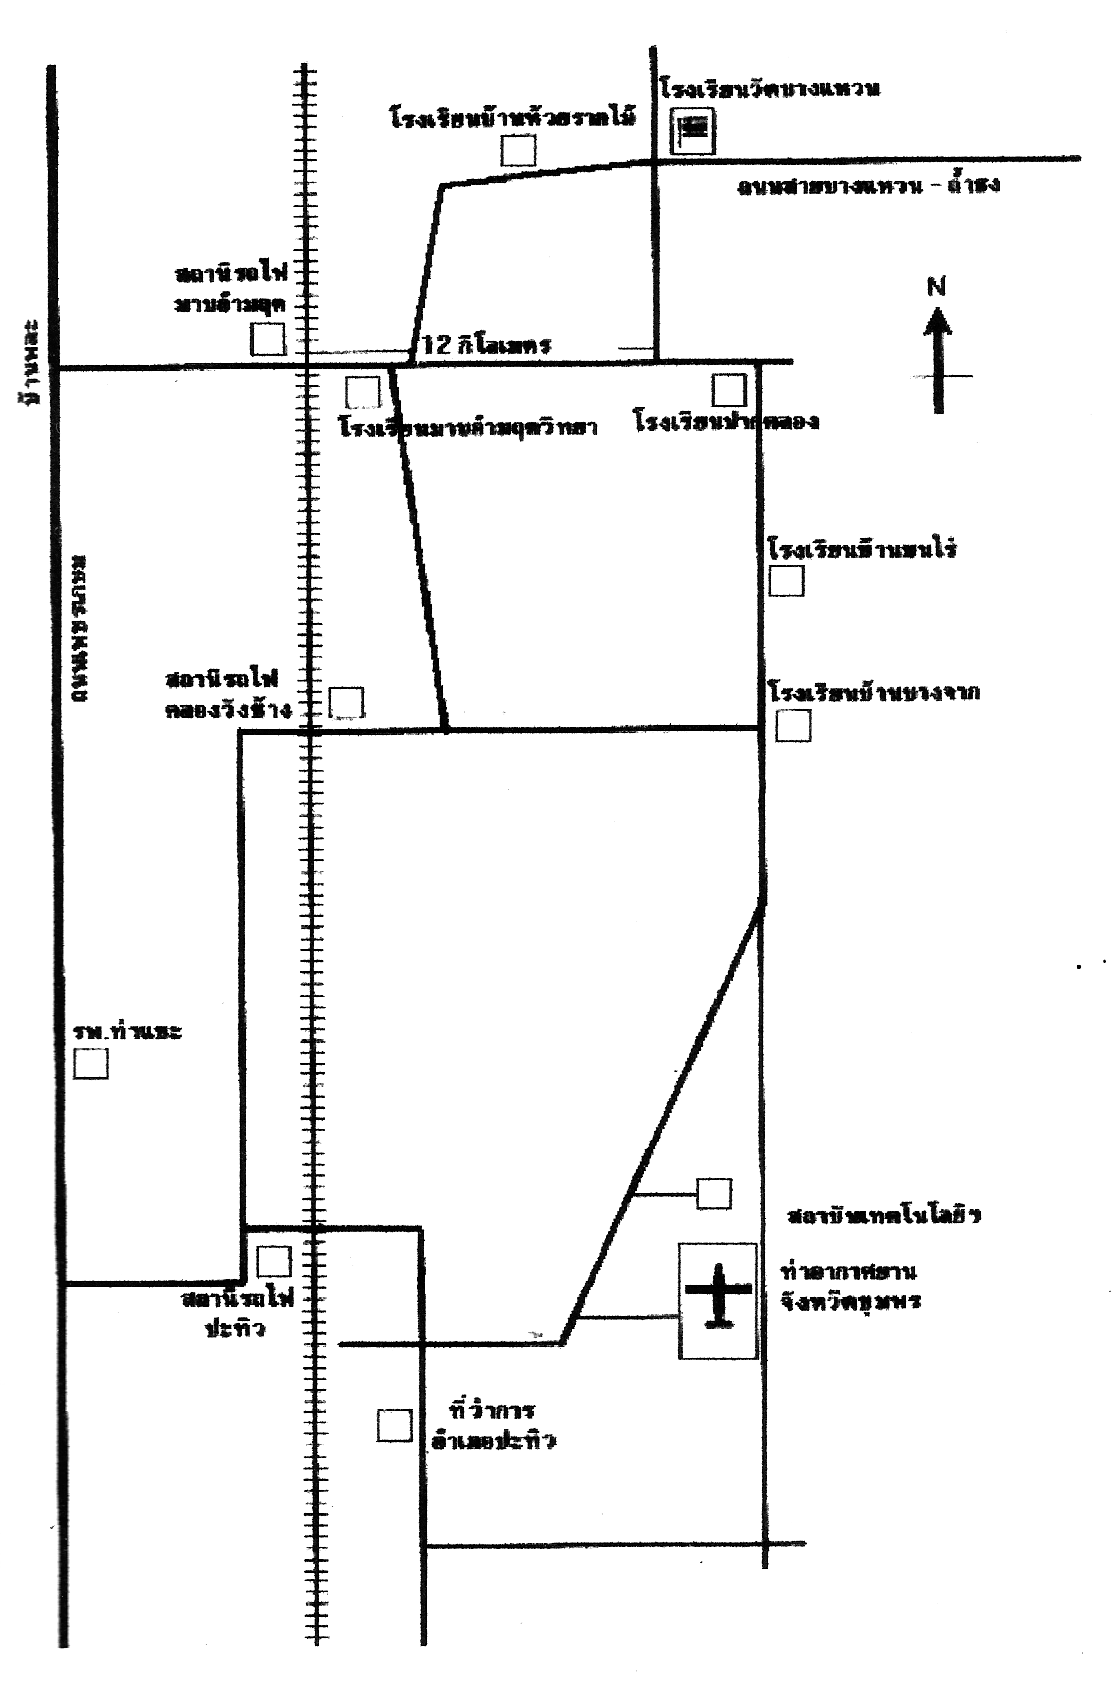 โรงเรียนวัดบางแหวน
โรงเรียนบ้านห้วยรากไม้
ถนนสายบางแหวน - ถ้ำธง
สถานีรถไฟ
มาบอำมฤต
N
บ้านพละ
12 กิโลเมตร
โรงเรียนมาบอำมฤตวิทยา
โรงเรียนปากคลอง
ถนนเพชรเกษม
โรงเรียนบ้านบนไร่
สถานีรถไฟ
คลองวังช้าง
โรงเรียนบ้านบางจาก
รพ.ท่าแซะ
สถาบันเทคโนโลยีฯ
ท่าอากาศยาน
จังหวัดชุมพร
สถานีรถไฟ
ปะทิว
ที่ว่าการ
อำเภอปะทิว